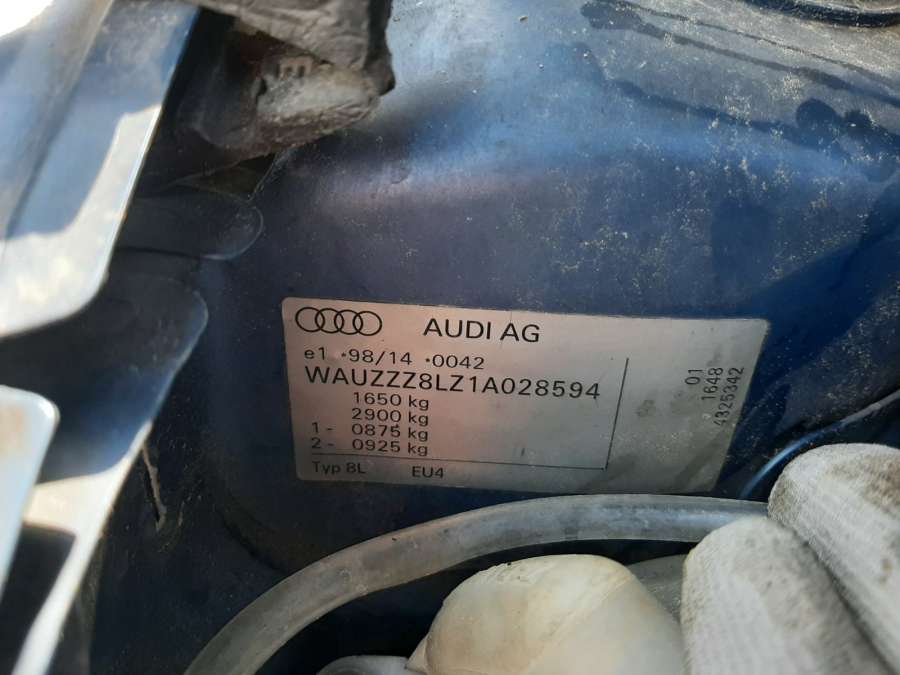 AUDI AG
e1 *98/14 *0042
WAUZZZ8LZ1A028594
1650 kg
2900 kg
1 - 0875 kg
2 - 0925 kg
Typ 8L EU4
01
1648
4325342